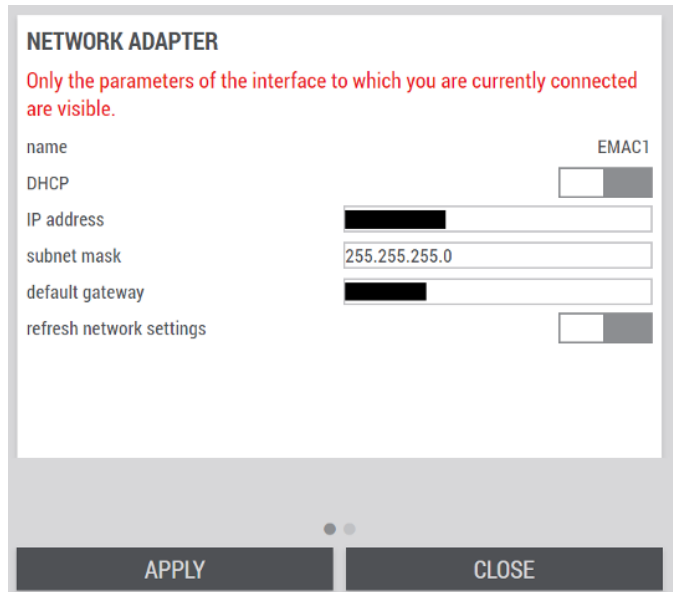 NETWORK ADAPTER
Only the parameters of the interface to which you are currently connected
are visible.
name EMAC1
DHCP
IP address
subnet mask 255.255.255.0
default gateway
refresh network settings
APPLY CLOSE